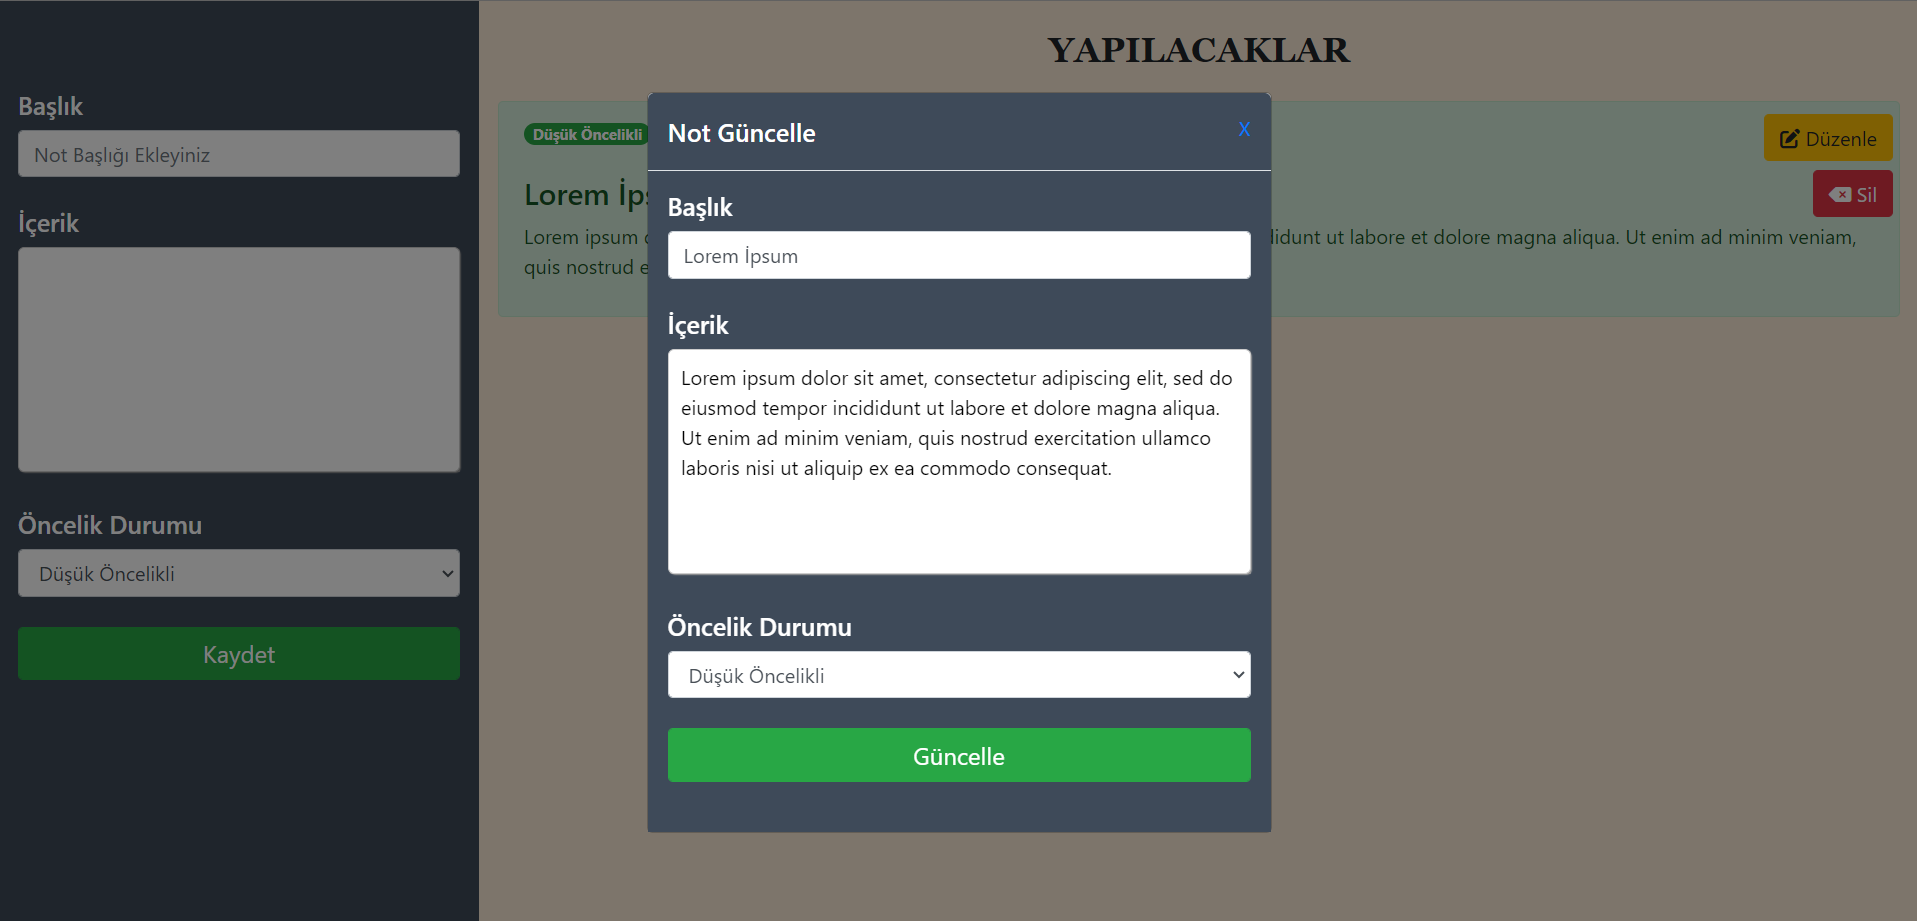 YAPILACAKLAR
Başlık
Not Başlığı Ekleyiniz
İçerik
Öncelik Durumu
Düşük Öncelikli
Kaydet
Düşük Öncelikli
Düzenle
Sil
Lorem İps
Lorem ipsum
didunt ut labore et dolore magna aliqua. Ut enim ad minim veniam,
quis nostrud e
Not Güncelle
X
Başlık
Lorem İpsum
İçerik
Lorem ipsum dolor sit amet, consectetur adipiscing elit, sed do
eiusmod tempor incididunt ut labore et dolore magna aliqua.
Ut enim ad minim veniam, quis nostrud exercitation ullamco
laboris nisi ut aliquip ex ea commodo consequat.
Öncelik Durumu
Düşük Öncelikli
Güncelle